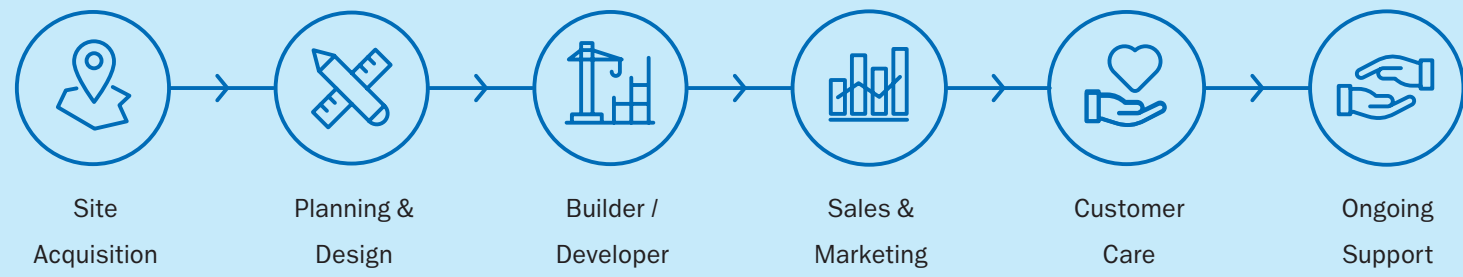 Site
Acquisition
Planning &
Design
Builder /
Developer
Sales &
Marketing
Customer
Care
Ongoing
Support